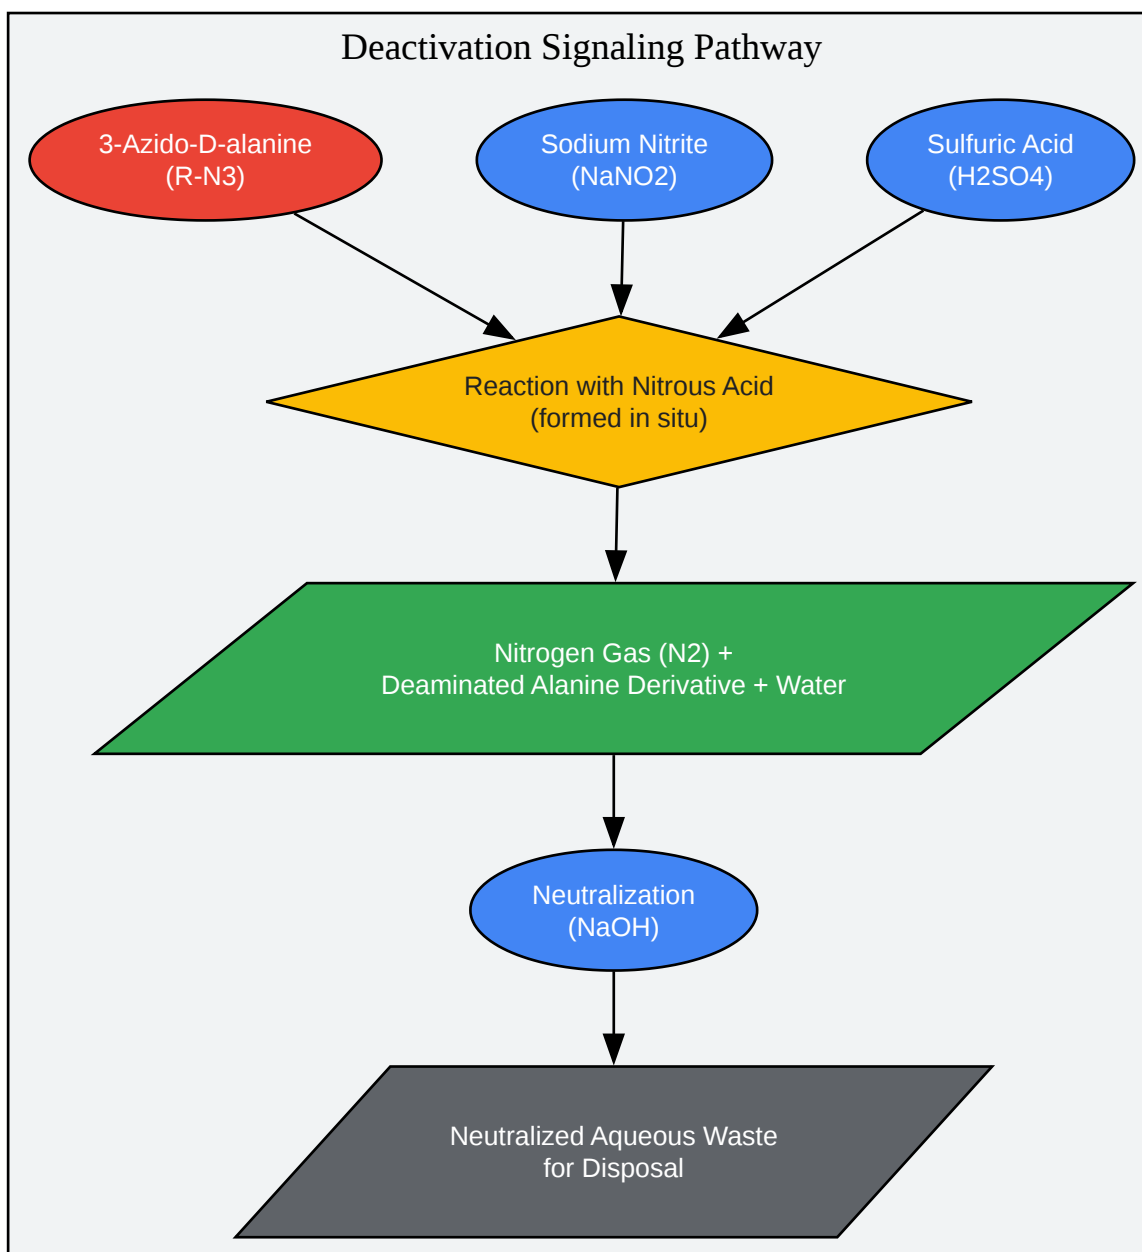 Deactivation Signaling Pathway
3-Azido-D-alanine
(R-N3)
Sodium Nitrite
(NaNO2)
Sulfuric Acid
(H2SO4)
Reaction with Nitrous Acid
(formed in situ)
Nitrogen Gas (N2) +
Deaminated Alanine Derivative + Water
Neutralization
(NaOH)
Neutralized Aqueous Waste
for Disposal